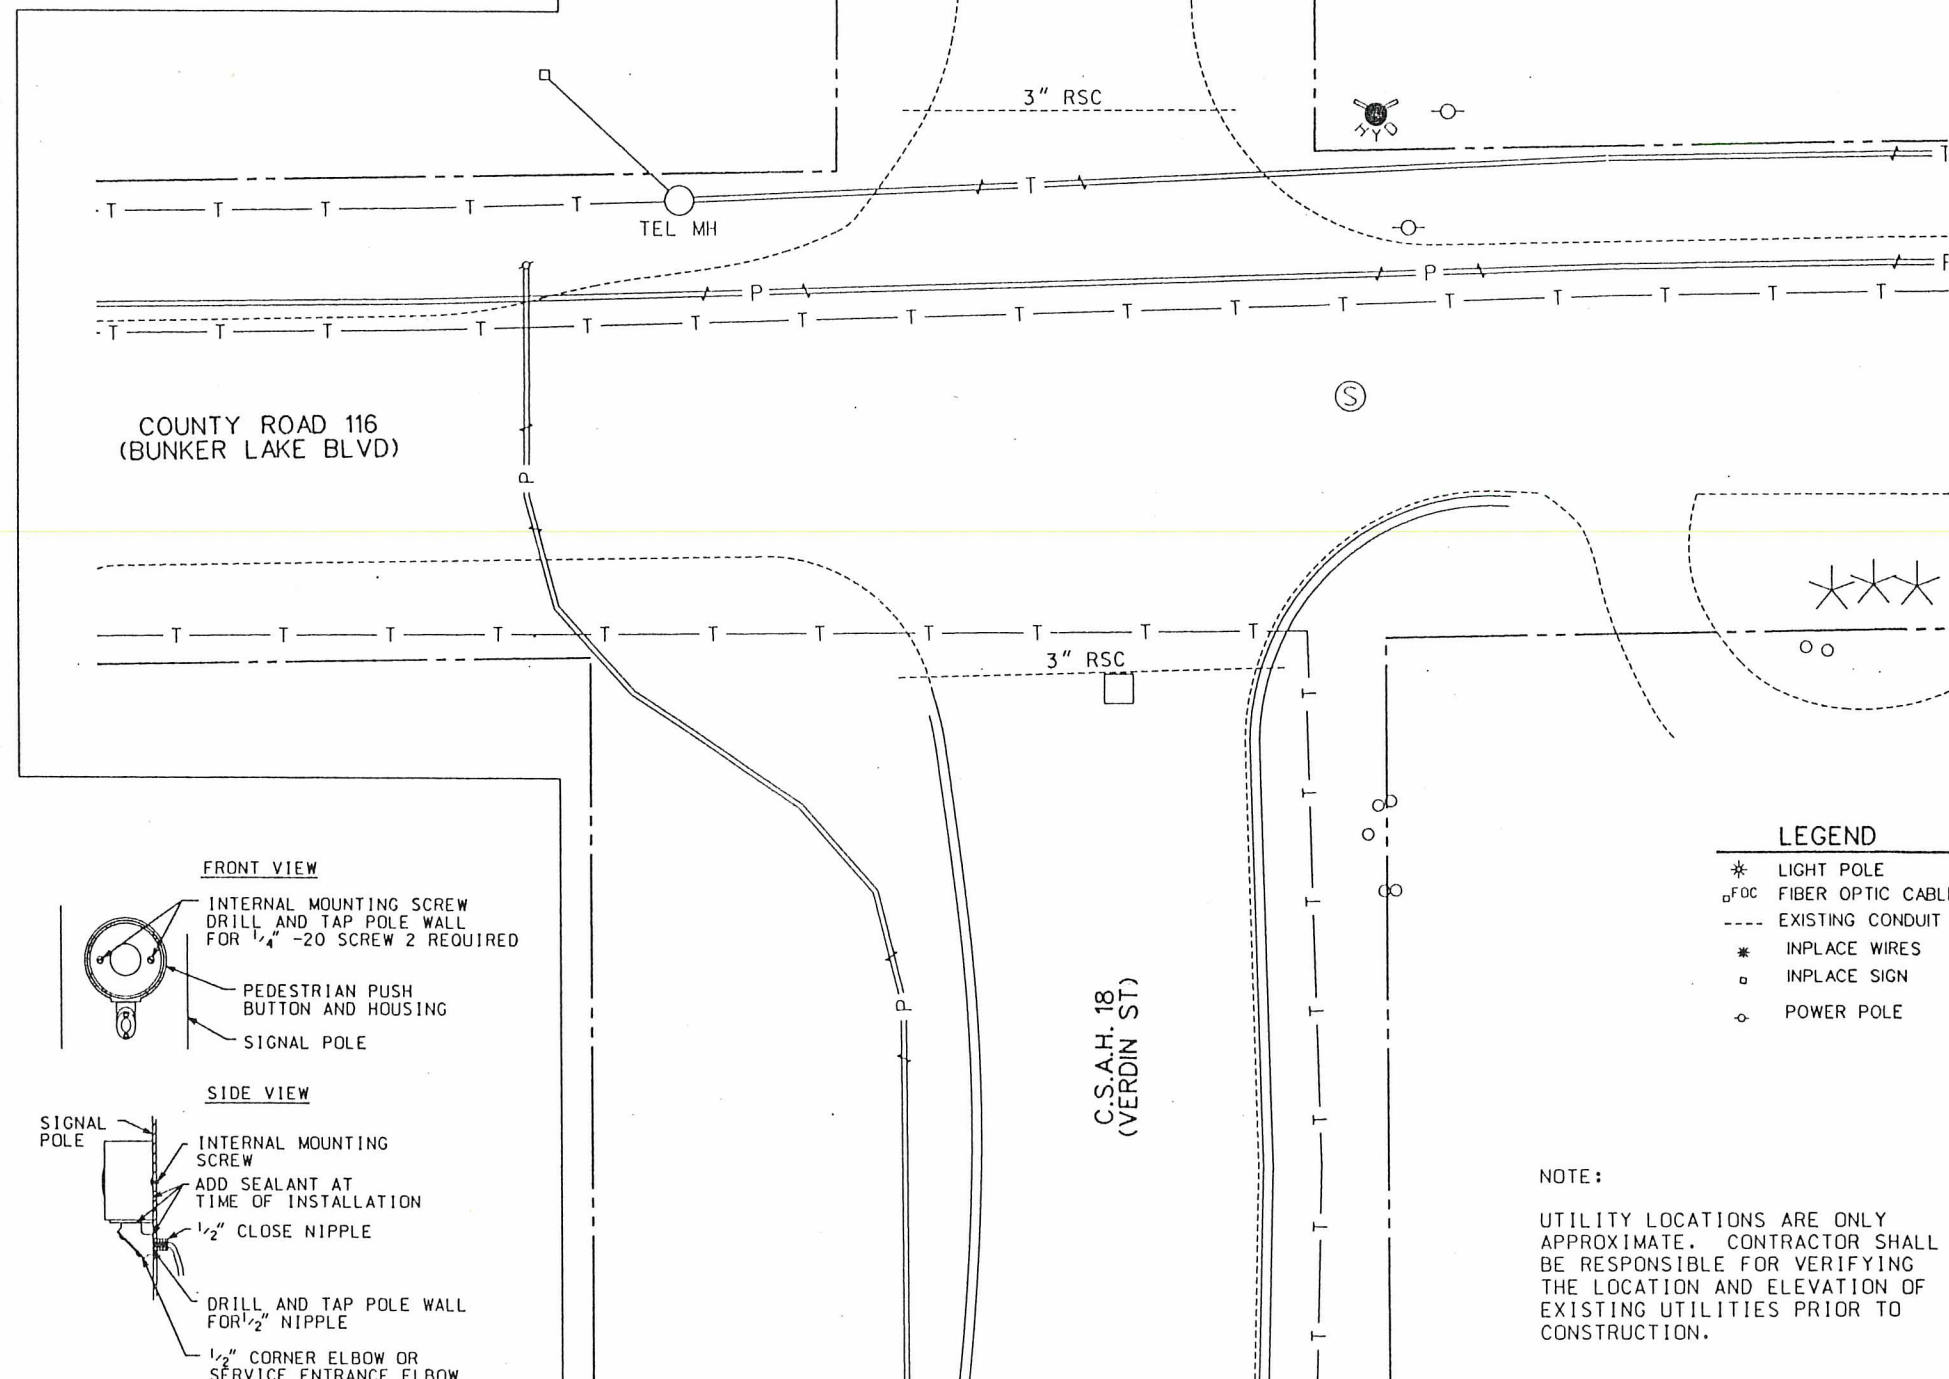 3" RSC
HYD
T
T T T T T
TEL MH
P
P
T T T T T T T T T T T T T T T T T
S
COUNTY ROAD 116
(BUNKER LAKE BLVD)
P
T T T T T T T T T T T
3" RSC
T
T
T
T
T
T
T
P
C.S.A.H. 18
(VERDIN ST)
LEGEND
LIGHT POLE
FOC FIBER OPTIC CABLE
EXISTING CONDUIT
INPLACE WIRES
INPLACE SIGN
POWER POLE
FRONT VIEW
INTERNAL MOUNTING SCREW
DRILL AND TAP POLE WALL
FOR 1/4" -20 SCREW 2 REQUIRED
PEDESTRIAN PUSH
BUTTON AND HOUSING
SIGNAL POLE
SIDE VIEW
SIGNAL
POLE
INTERNAL MOUNTING
SCREW
ADD SEALANT AT
TIME OF INSTALLATION
1/2" CLOSE NIPPLE
DRILL AND TAP POLE WALL
FOR 1/2" NIPPLE
1/2" CORNER ELBOW OR
SERVICE ENTRANCE ELBOW
NOTE:
UTILITY LOCATIONS ARE ONLY
APPROXIMATE. CONTRACTOR SHALL
BE RESPONSIBLE FOR VERIFYING
THE LOCATION AND ELEVATION OF
EXISTING UTILITIES PRIOR TO
CONSTRUCTION.